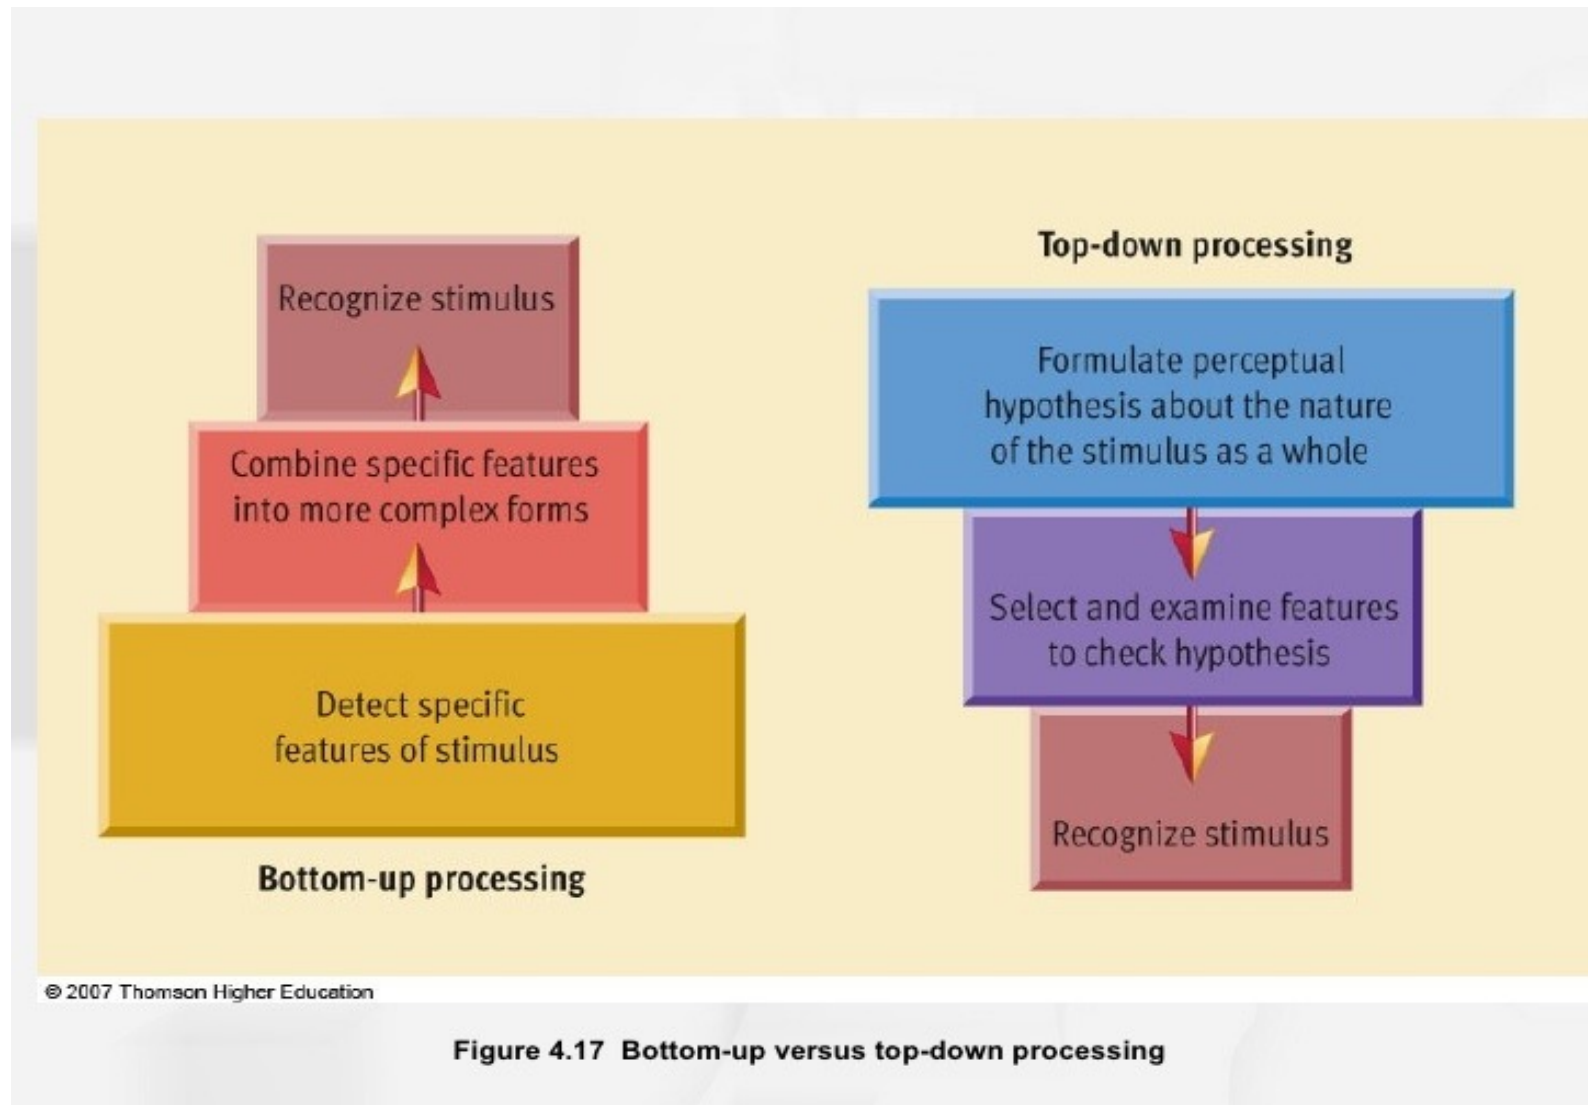 Recognize stimulus
Combine specific features
into more complex forms
Detect specific
features of stimulus
Bottom-up processing
Top-down processing
Formulate perceptual
hypothesis about the nature
of the stimulus as a whole
Select and examine features
to check hypothesis
Recognize stimulus
© 2007 Thomson Higher Education
Figure 4.17 Bottom-up versus top-down processing